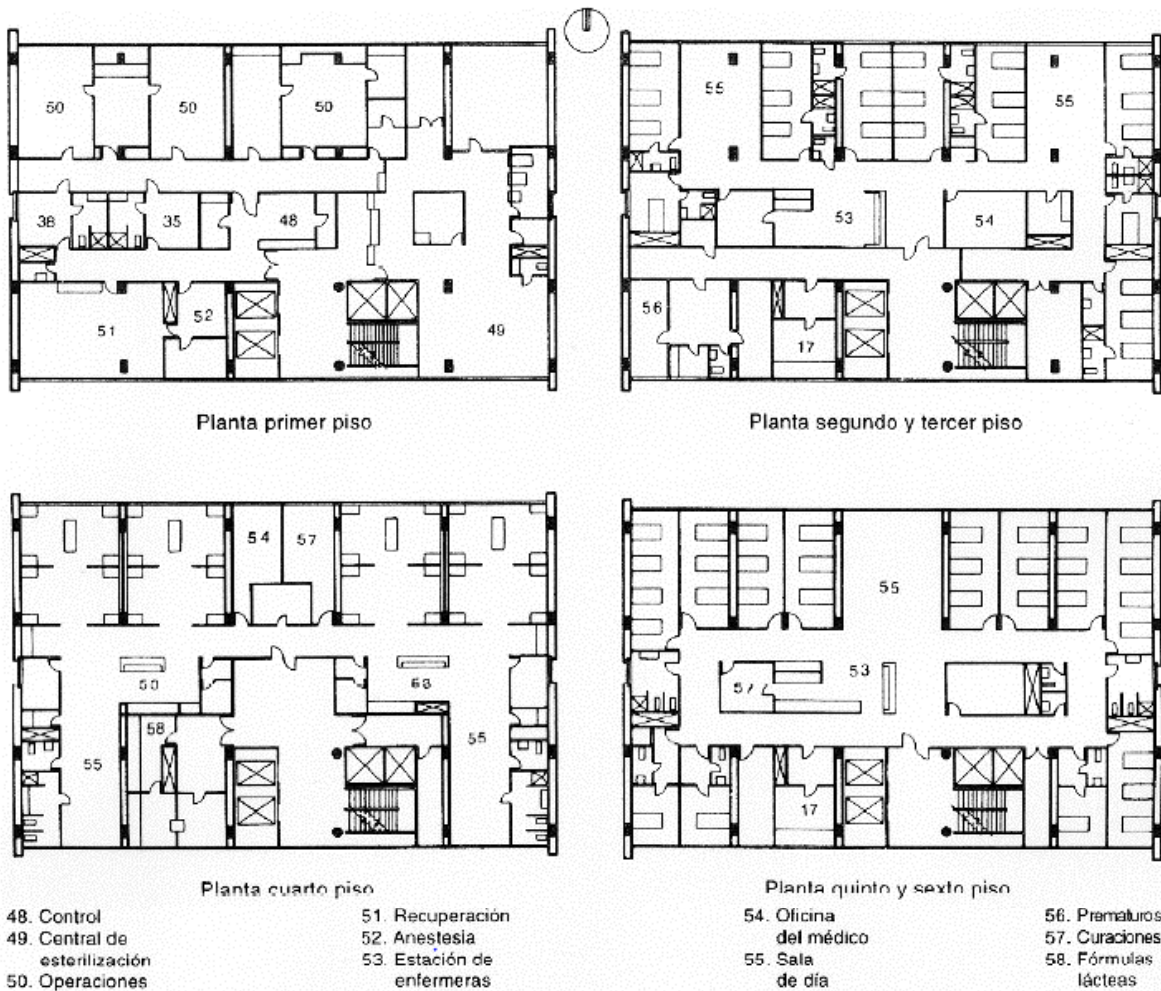 50 50 50
38 35 48
51 52 49
Planta primer piso
55 55
53 54
56 17
Planta segundo y tercer piso
54 57
50 63
58
55 55
Planta cuarto piso
55
57 53
17
Planta quinto y sexto piso
48. Control
49. Central de
esterilización
50. Operaciones
51. Recuperación
52. Anestesia
53. Estación de
enfermeras
54. Oficina
del médico
55. Sala
de día
56. Prematuros
57. Curaciones
58. Fórmulas
lácteas